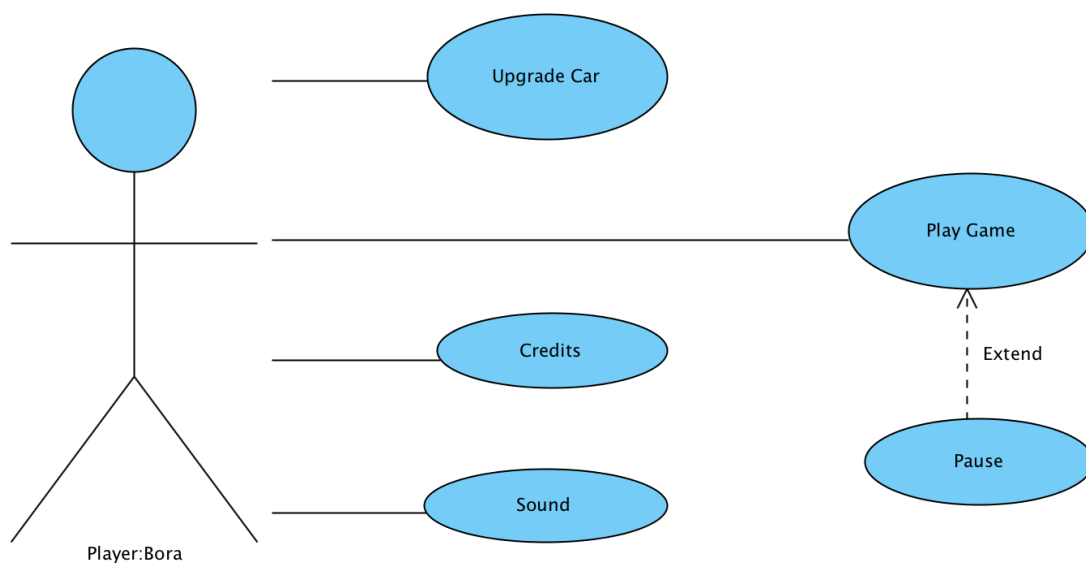 Upgrade Car
Play Game
Credits
Extend
Pause
Sound
Player:Bora